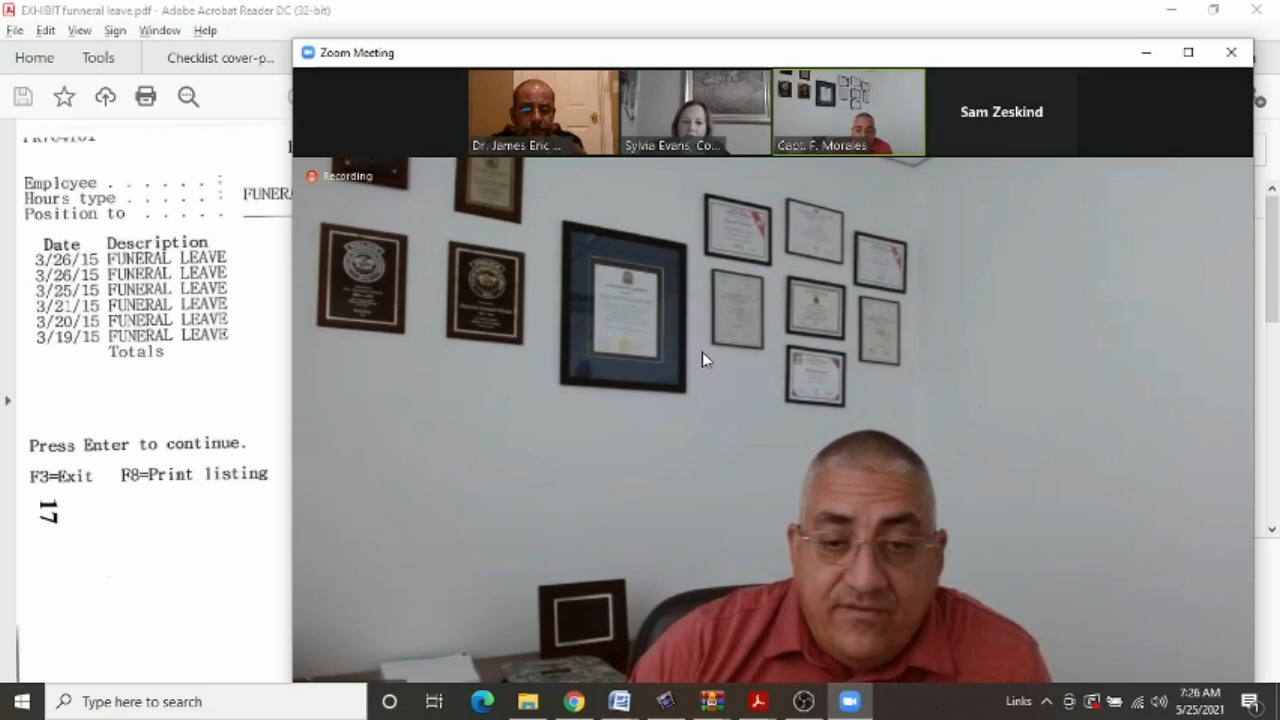 EXHIBIT funneral leave.pdf - Adobe Acrobat Reader DC (32-bit)
File Edit View Sign Window Help
Home Tools Checklist cover-p...
Zoom Meeting
Dr. James Eric ...
Sylvia Evans, Co...
Capt. F. Morales
Sam Zeskind
Recording
Employee . . . . . . :
Hours type . . . . . : FUNERA
Position to . . . . .
Date Description
3/26/15 FUNERAL LEAVE
3/26/15 FUNERAL LEAVE
3/25/15 FUNERAL LEAVE
3/21/15 FUNERAL LEAVE
3/20/15 FUNERAL LEAVE
3/19/15 FUNERAL LEAVE
Totals
Press Enter to continue.
F3=Exit F8=Print listing
17
Type here to search
Links
7:26 AM
5/25/2021